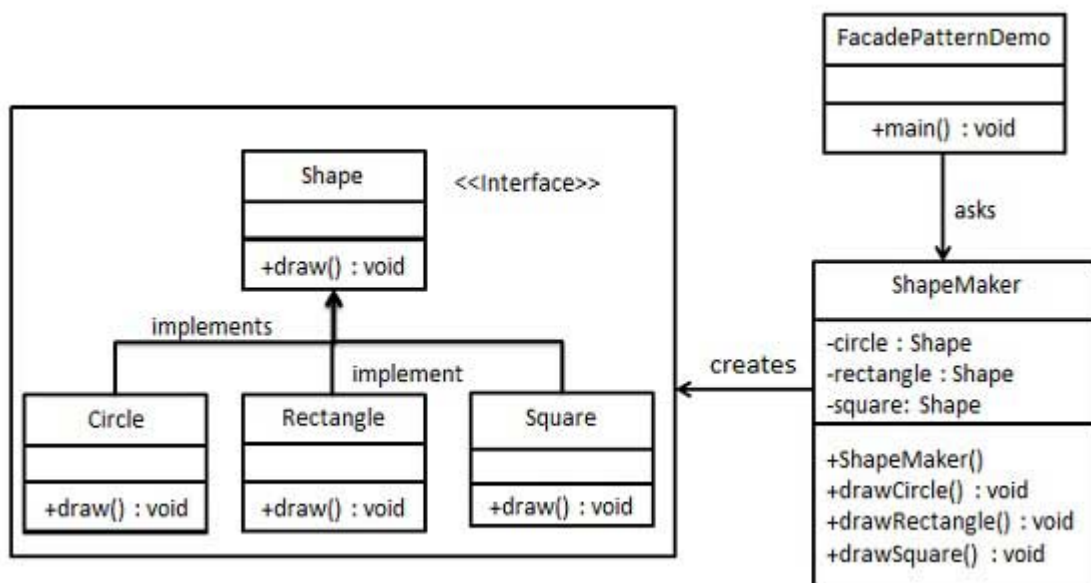 FacadePatternDemo
+main() : void
asks
Shape
<<Interface>>
+draw() : void
implements
implement
Circle
+draw() : void
Rectangle
+draw() : void
Square
+draw() : void
creates
ShapeMaker
-circle : Shape
-rectangle : Shape
-square: Shape
+ShapeMaker()
+drawCircle() : void
+drawRectangle() : void
+drawSquare() : void